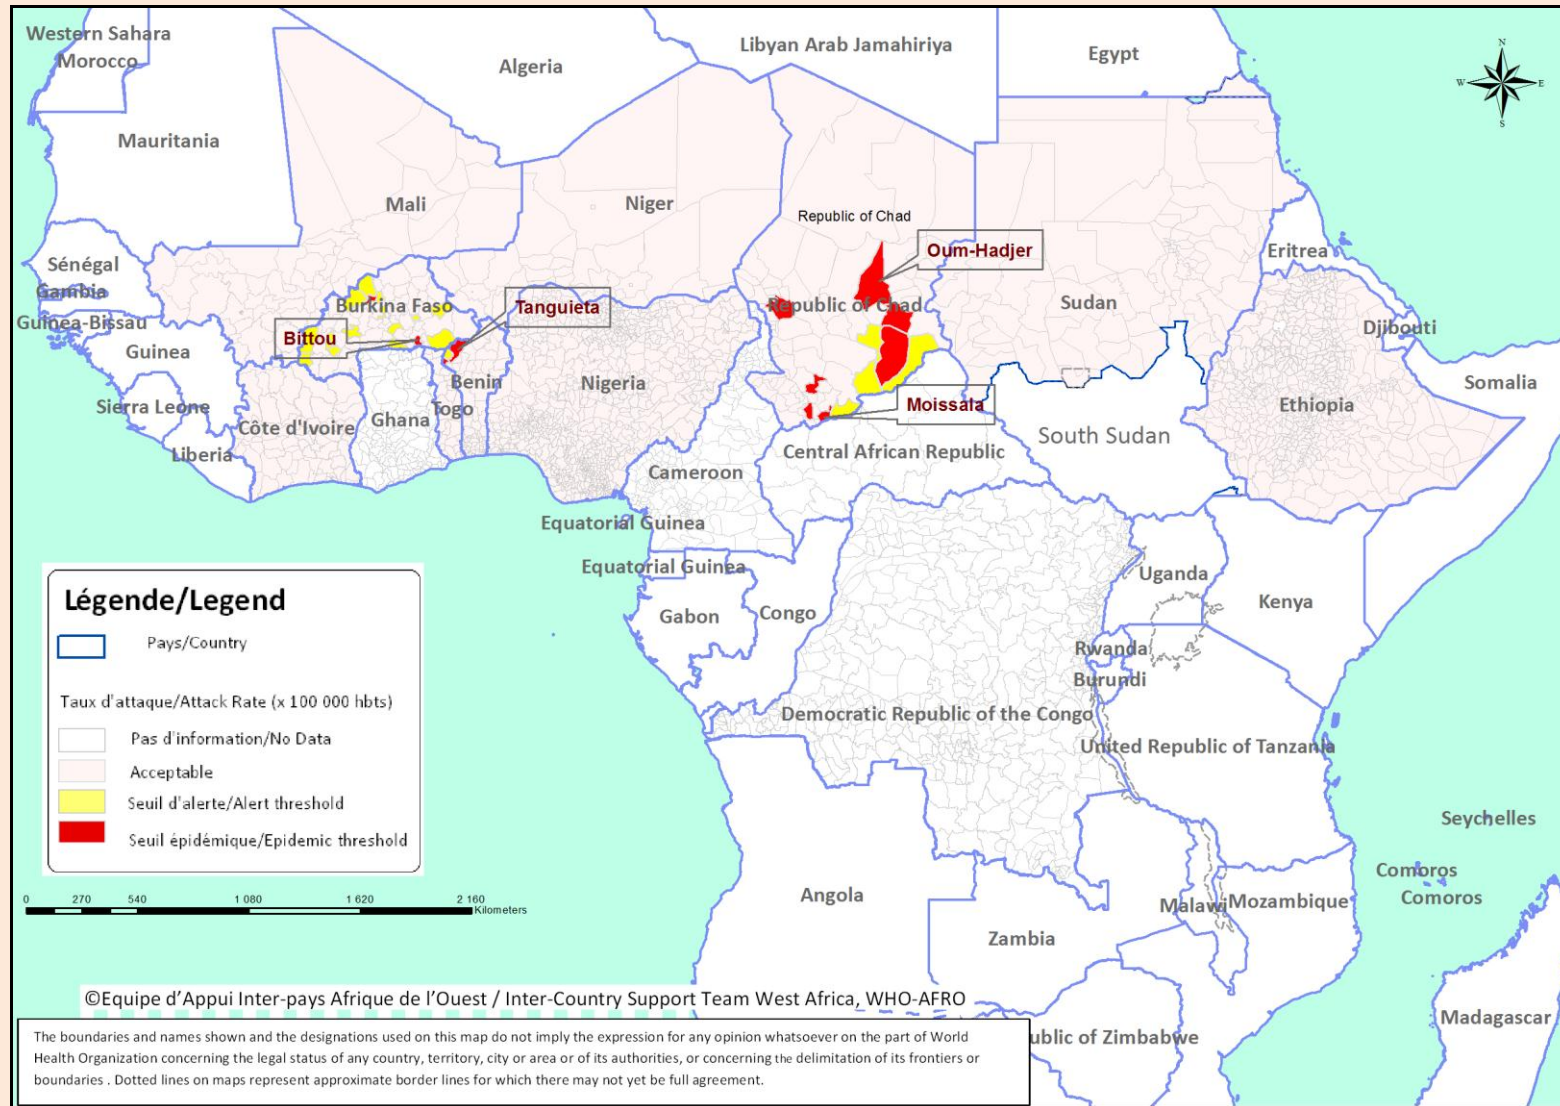 Western Sahara
Morocco
Algeria
Libyan Arab Jamahiriya
Egypt
N
W
E
S
Mauritania
Mali
Niger
Republic of Chad
Oum-Hadjer
Eritrea
Sénégal
Gambia
Guinea-Bissau
Guinea
Burkina Faso
Tanguieta
Bittou
Republic of Chad
Sudan
Djibouti
Somalia
Sierra Leone
Liberia
Côte d'Ivoire
Ghana
Togo
Benin
Nigeria
Moissala
Ethiopia
South Sudan
Cameroon
Central African Republic
Equatorial Guinea
Equatorial Guinea
Gabon
Congo
Uganda
Kenya
Rwanda
Burundi
Democratic Republic of the Congo
United Republic of Tanzania
Seychelles
Comoros
Comoros
Angola
Zambia
Malawi
Mozambique
Madagascar
ublic of Zimbabwe
Légende/Legend
Pays/Country
Taux d'attaque/Attack Rate (x 100 000 hbts)
Pas d'information/No Data
Acceptable
Seuil d'alerte/Alert threshold
Seuil épidémique/Epidemic threshold
0 270 540 1 080 1 620 2 160
Kilometers
©Equipe d'Appui Inter-pays Afrique de l'Ouest / Inter-Country Support Team West Africa, WHO-AFRO
The boundaries and names shown and the designations used on this map do not imply the expression for any opinion whatsoever on the part of World
Health Organization concerning the legal status of any country, territory, city or area or of its authorities, or concerning the delimitation of its frontiers or
boundaries . Dotted lines on maps represent approximate border lines for which there may not yet be full agreement.